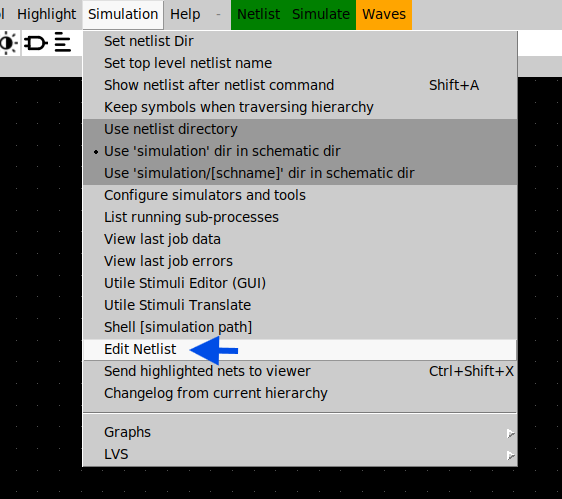 Highlight Simulation Help - Netlist Simulate Waves
Set netlist Dir
Set top level netlist name
Show netlist after netlist command Shift+A
Keep symbols when traversing hierarchy
Use netlist directory
• Use 'simulation' dir in schematic dir
Use 'simulation/[schname]' dir in schematic dir
Configure simulators and tools
List running sub-processes
View last job data
View last job errors
Utile Stimuli Editor (GUI)
Utile Stimuli Translate
Shell [simulation path]
Edit Netlist
Send highlighted nets to viewer Ctrl+Shift+X
Changelog from current hierarchy
Graphs
LVS